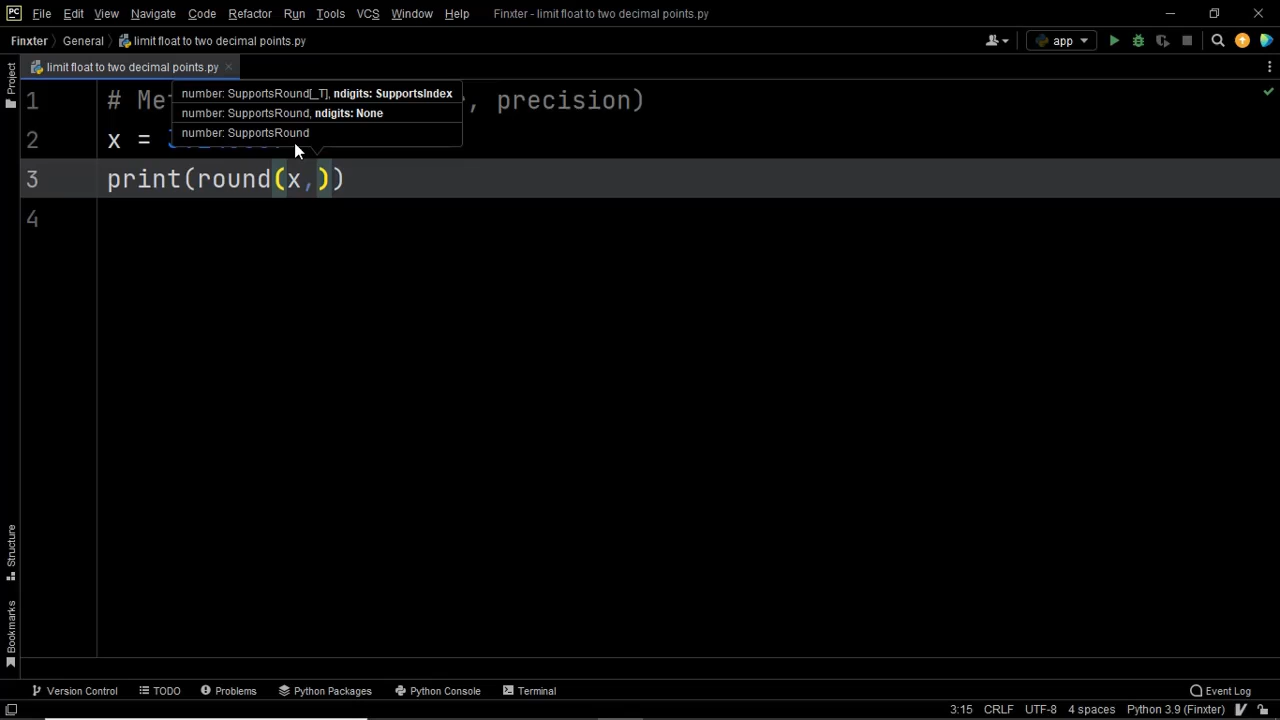 PC File Edit View Navigate Code Refactor Run Tools VCS Window Help Finxter - limit float to two decimal points.py
Finxter General limit float to two decimal points.py app
limit float to two decimal points.py
Project
number: SupportsRound[_T], ndigits: SupportsIndex
number: SupportsRound, ndigits: None
number: SupportsRound
1 # Me , precision)
2 x =
3 print(round(x,))
4
Structure
Bookmarks
Version Control TODO Problems Python Packages Python Console Terminal Event Log
3:15 CRLF UTF-8 4 spaces Python 3.9 (Finxter)